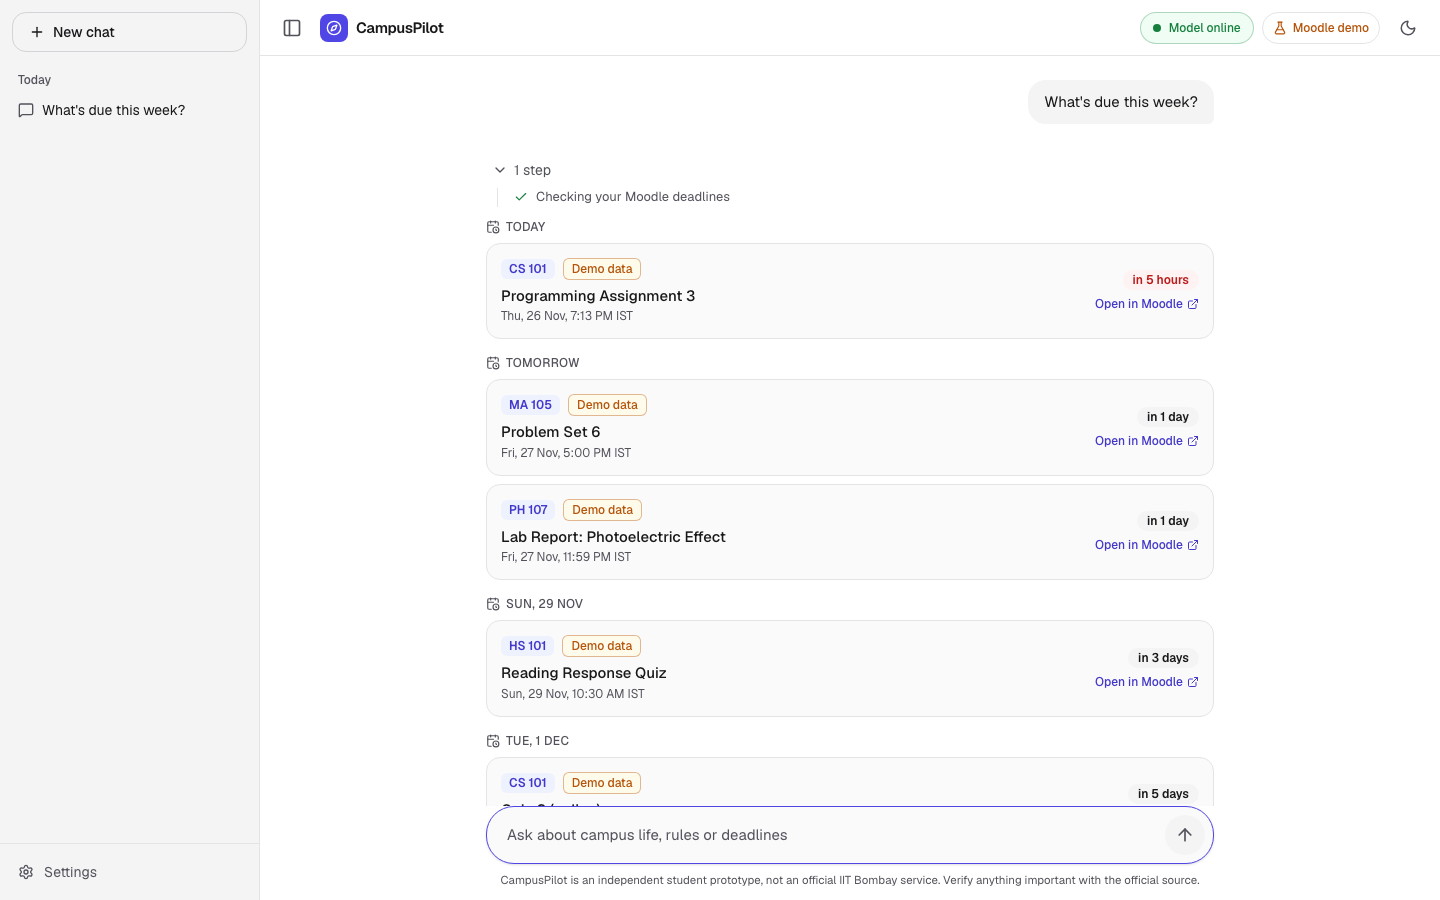 New chat
Today
What's due this week?
Settings
CampusPilot
Model online
Moodle demo
What's due this week?
1 step
Checking your Moodle deadlines
TODAY
CS 101 Demo data
in 5 hours
Programming Assignment 3
Open in Moodle
Thu, 26 Nov, 7:13 PM IST
TOMORROW
MA 105 Demo data
in 1 day
Problem Set 6
Open in Moodle
Fri, 27 Nov, 5:00 PM IST
PH 107 Demo data
in 1 day
Lab Report: Photoelectric Effect
Open in Moodle
Fri, 27 Nov, 11:59 PM IST
SUN, 29 NOV
HS 101 Demo data
in 3 days
Reading Response Quiz
Open in Moodle
Sun, 29 Nov, 10:30 AM IST
TUE, 1 DEC
CS 101 Demo data
in 5 days
Ask about campus life, rules or deadlines
CampusPilot is an independent student prototype, not an official IIT Bombay service. Verify anything important with the official source.